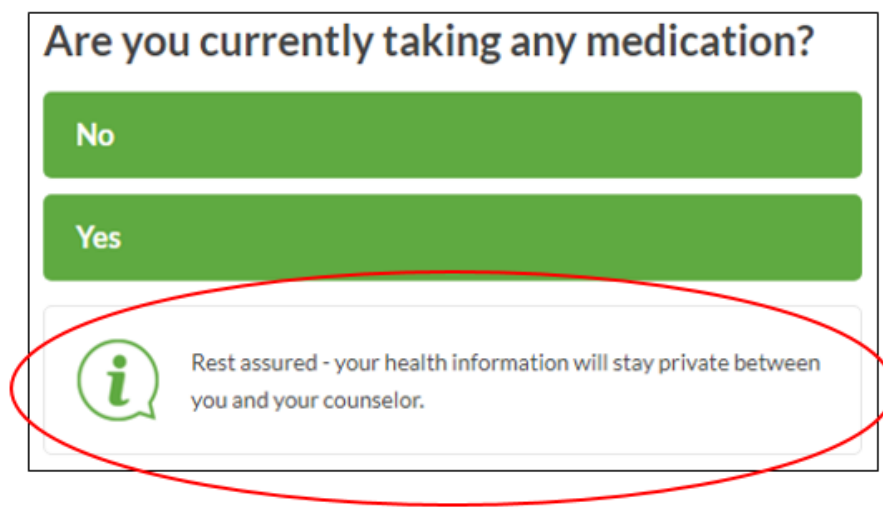 Are you currently taking any medication?
No
Yes
Rest assured - your health information will stay private between
you and your counselor.